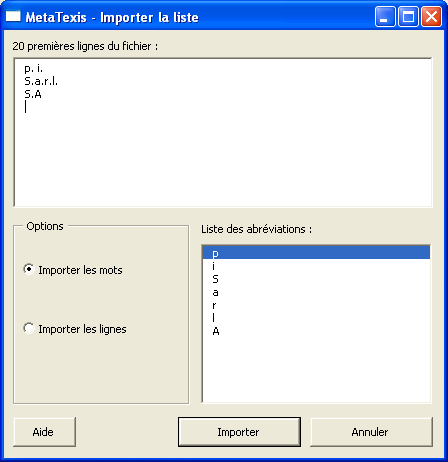 MetaTexis - Importer la liste
20 premières lignes du fichier :
p. i.
S.a.r.l.
S.A
Options
Importer les mots
Importer les lignes
Liste des abréviations :
p
i
S
a
r
l
A
Aide
Importer
Annuler